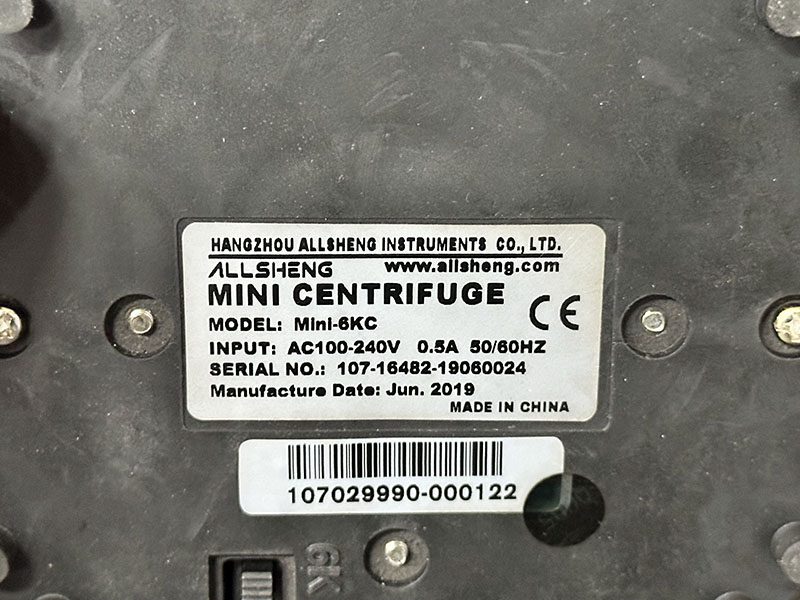 HANGZHOU ALLSHENG INSTRUMENTS CO., LTD.
ALLSHENG www.allsheng.com
MINI CENTRIFUGE
CE
MODEL: Mini-6KC
INPUT: AC100-240V 0.5A 50/60HZ
SERIAL NO.: 107-16482-19060024
Manufacture Date: Jun. 2019
MADE IN CHINA
107029990-000122
6K